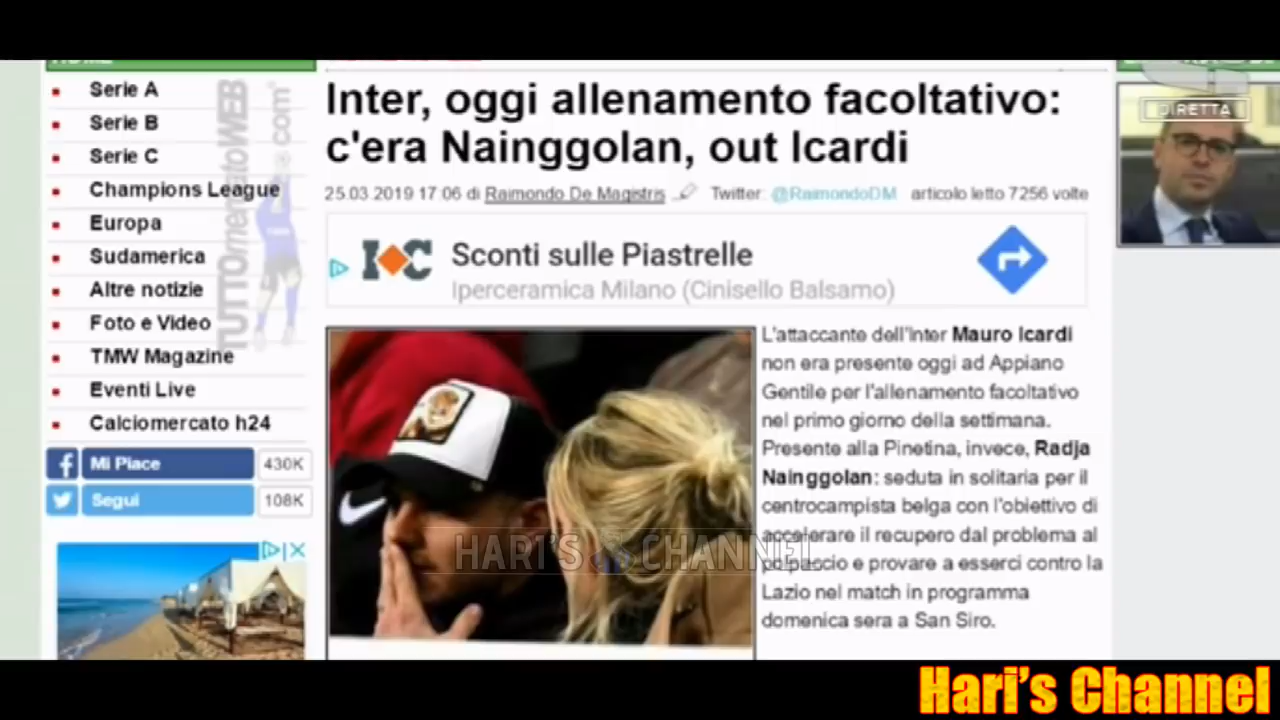 Serie A
Serie B
Serie C
Champions League
Europa
Sudamerica
Altre notizie
Foto e Video
TMW Magazine
Eventi Live
Calciomercato h24
Mi Piace 430K
Segui 108K
TUTTOmercatoWEB
.com®
Inter, oggi allenamento facoltativo:
c'era Nainggolan, out Icardi
25.03.2019 17:06 di Raimondo De Magistris Twitter: @RaimondoDM articolo letto 7256 volte
Sconti sulle Piastrelle
Iperceramica Milano (Cinisello Balsamo)
L'attaccante dell'Inter Mauro Icardi
non era presente oggi ad Appiano
Gentile per l'allenamento facoltativo
nel primo giorno della settimana.
Presente alla Pinetina, invece, Radja
Nainggolan: seduta in solitaria per il
centrocampista belga con l'obiettivo di
accelerare il recupero dal problema al
polpaccio e provare a esserci contro la
Lazio nel match in programma
domenica sera a San Siro.
DIRETTA
HARI'S CHANNEL
Hari's Channel